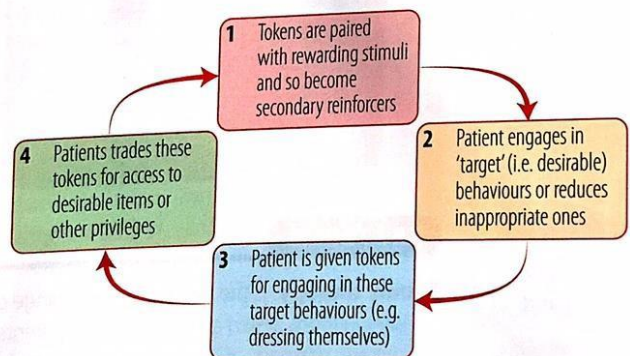 1 Tokens are paired
with rewarding stimuli
and so become
secondary reinforcers
2 Patient engages in
'target' (i.e. desirable)
behaviours or reduces
inappropriate ones
3 Patient is given tokens
for engaging in these
target behaviours (e.g.
dressing themselves)
4 Patients trades these
tokens for access to
desirable items or
other privileges